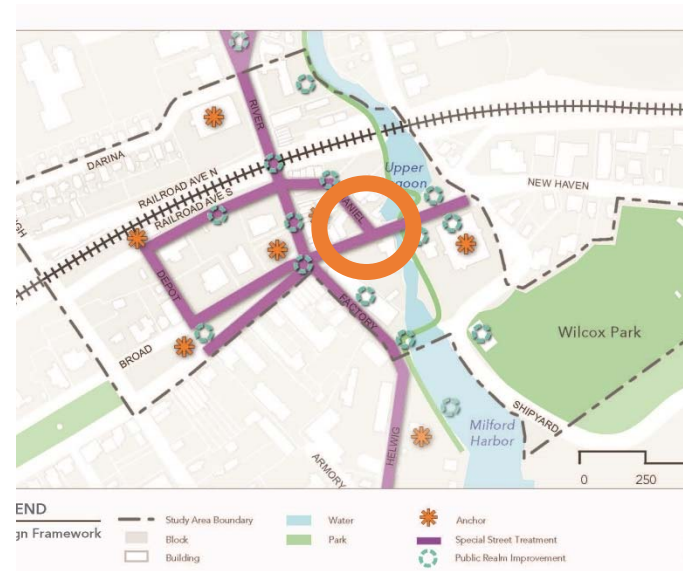 RIVER
DARINA
RAILROAD AVE N
RAILROAD AVE S
Upper
NEW HAVEN
DEPOT
FACTORY
BROAD
Wilcox Park
SHIPYARD
Milford
Harbor
HELWIG
ARMORY
0 250
END
gn Framework
Study Area Boundary
Block
Building
Water
Park
Anchor
Special Street Treatment
Public Realm Improvement